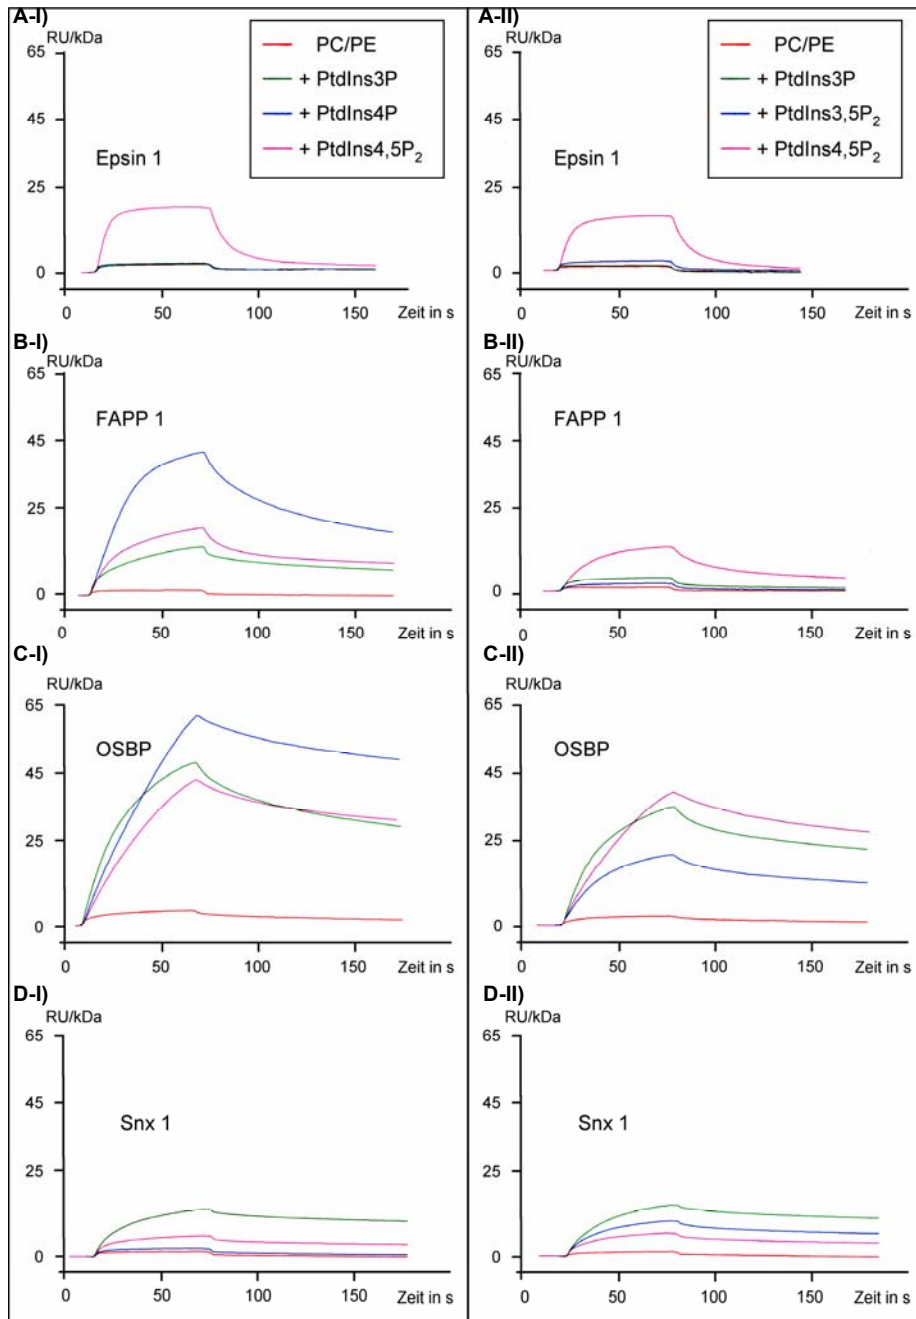 A-I)
RU/kDa
65
45
25
0
Epsin 1
PC/PE
+ PtdIns3P
+ PtdIns4P
+ PtdIns4,5P₂
0 50 100 150 Zeit in s
A-II)
RU/kDa
65
45
25
0
Epsin 1
PC/PE
+ PtdIns3P
+ PtdIns3,5P₂
+ PtdIns4,5P₂
0 50 100 150 Zeit in s
B-I)
RU/kDa
65
45
25
0
FAPP 1
0 50 100 150 Zeit in s
B-II)
RU/kDa
65
45
25
0
FAPP 1
0 50 100 150 Zeit in s
C-I)
RU/kDa
65
45
25
0
OSBP
0 50 100 150 Zeit in s
C-II)
RU/kDa
65
45
25
0
OSBP
0 50 100 150 Zeit in s
D-I)
RU/kDa
65
45
25
0
Snx 1
0 50 100 150 Zeit in s
D-II)
RU/kDa
65
45
25
0
Snx 1
0 50 100 150 Zeit in s